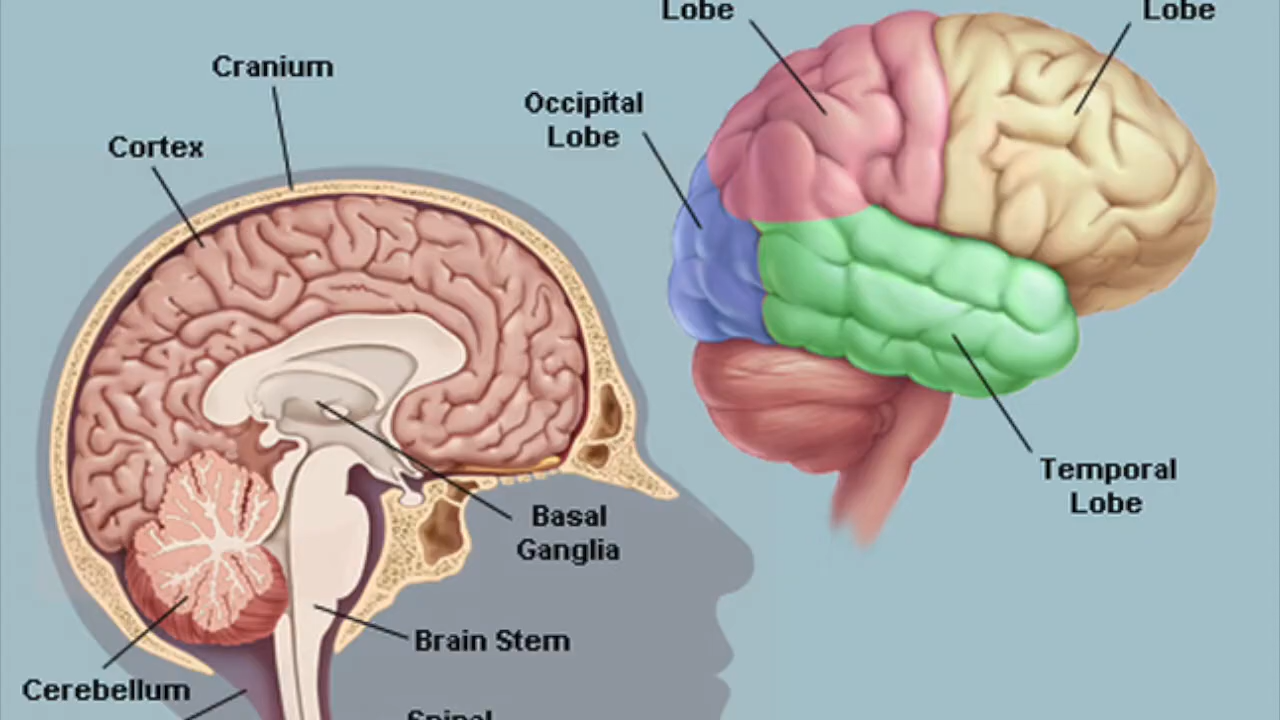 Lobe
Lobe
Cranium
Occipital
Lobe
Cortex
Temporal
Lobe
Basal
Ganglia
Brain Stem
Cerebellum
Spinal